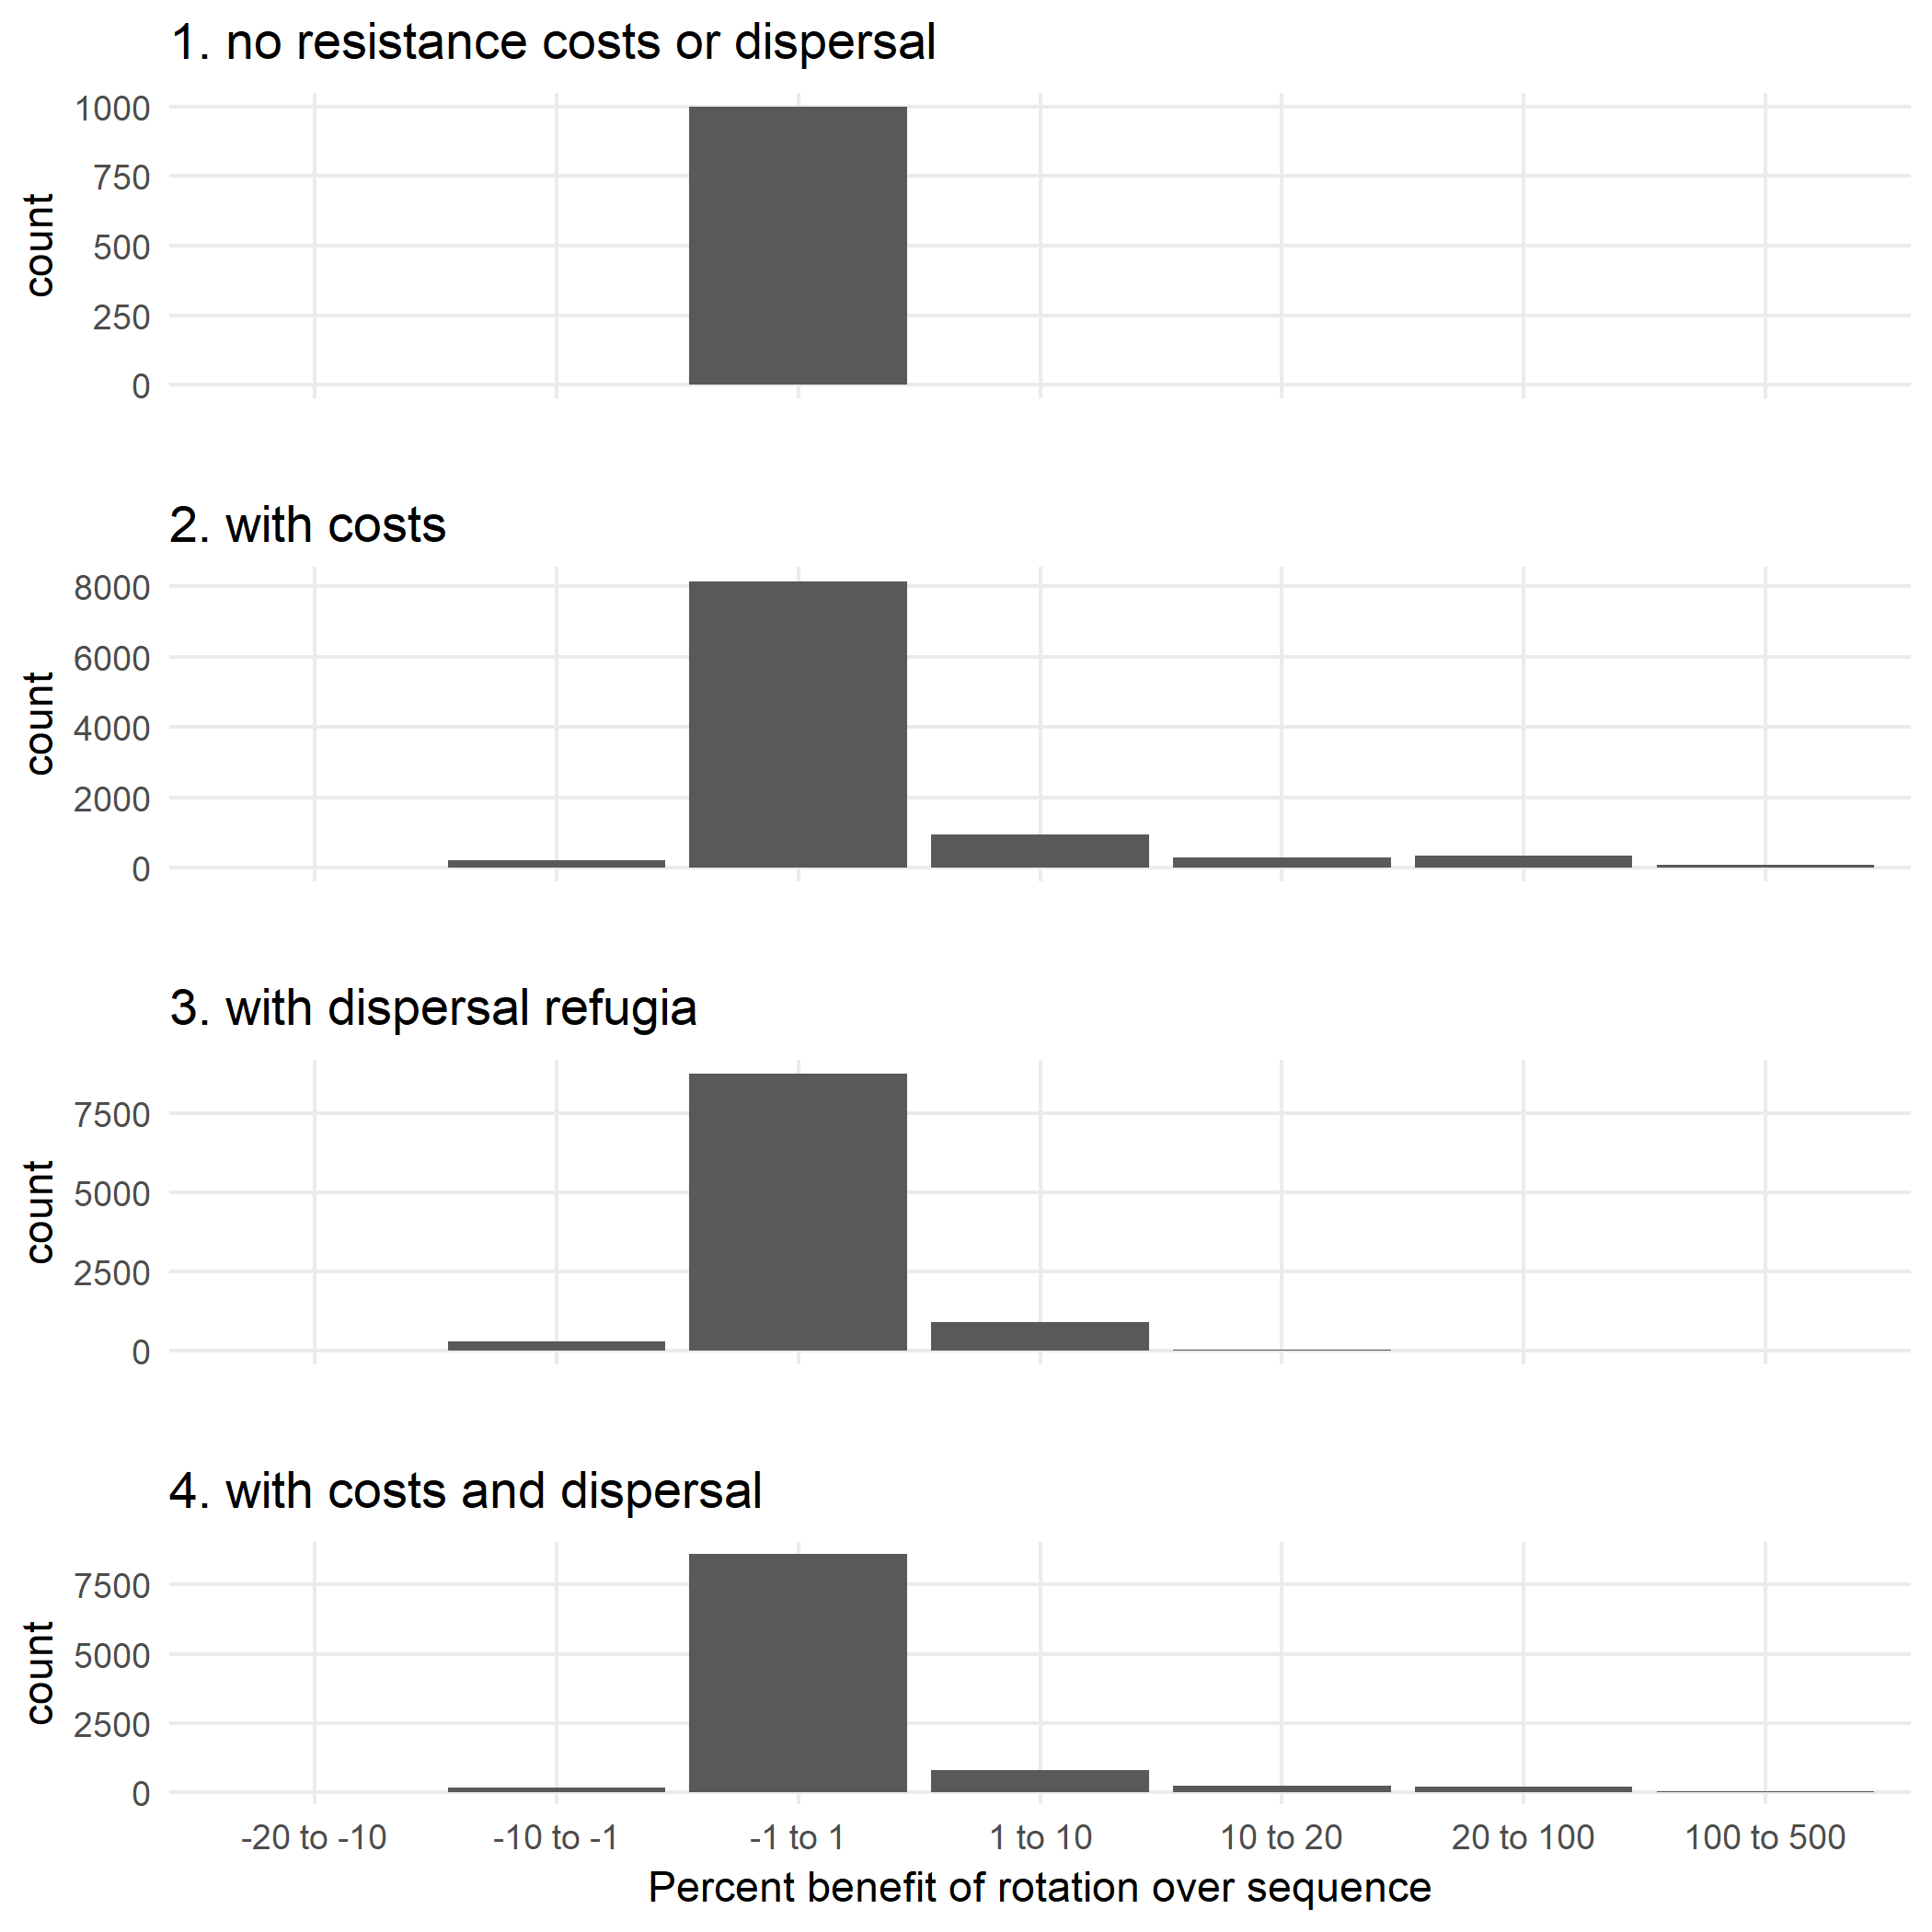 1. no resistance costs or dispersal
1000
750
500
250
0
count
2. with costs
8000
6000
4000
2000
0
count
3. with dispersal refugia
7500
5000
2500
0
count
4. with costs and dispersal
7500
5000
2500
0
count
-20 to -10 -10 to -1 -1 to 1 1 to 10 10 to 20 20 to 100 100 to 500
Percent benefit of rotation over sequence